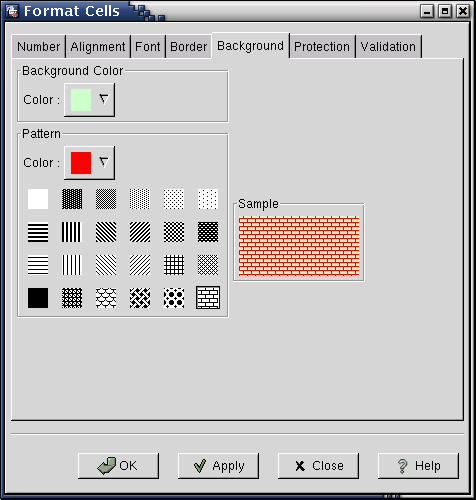 Format Cells
Number Alignment Font Border Background Protection Validation
Background Color
Color :
Pattern
Color :
Sample
OK Apply Close Help